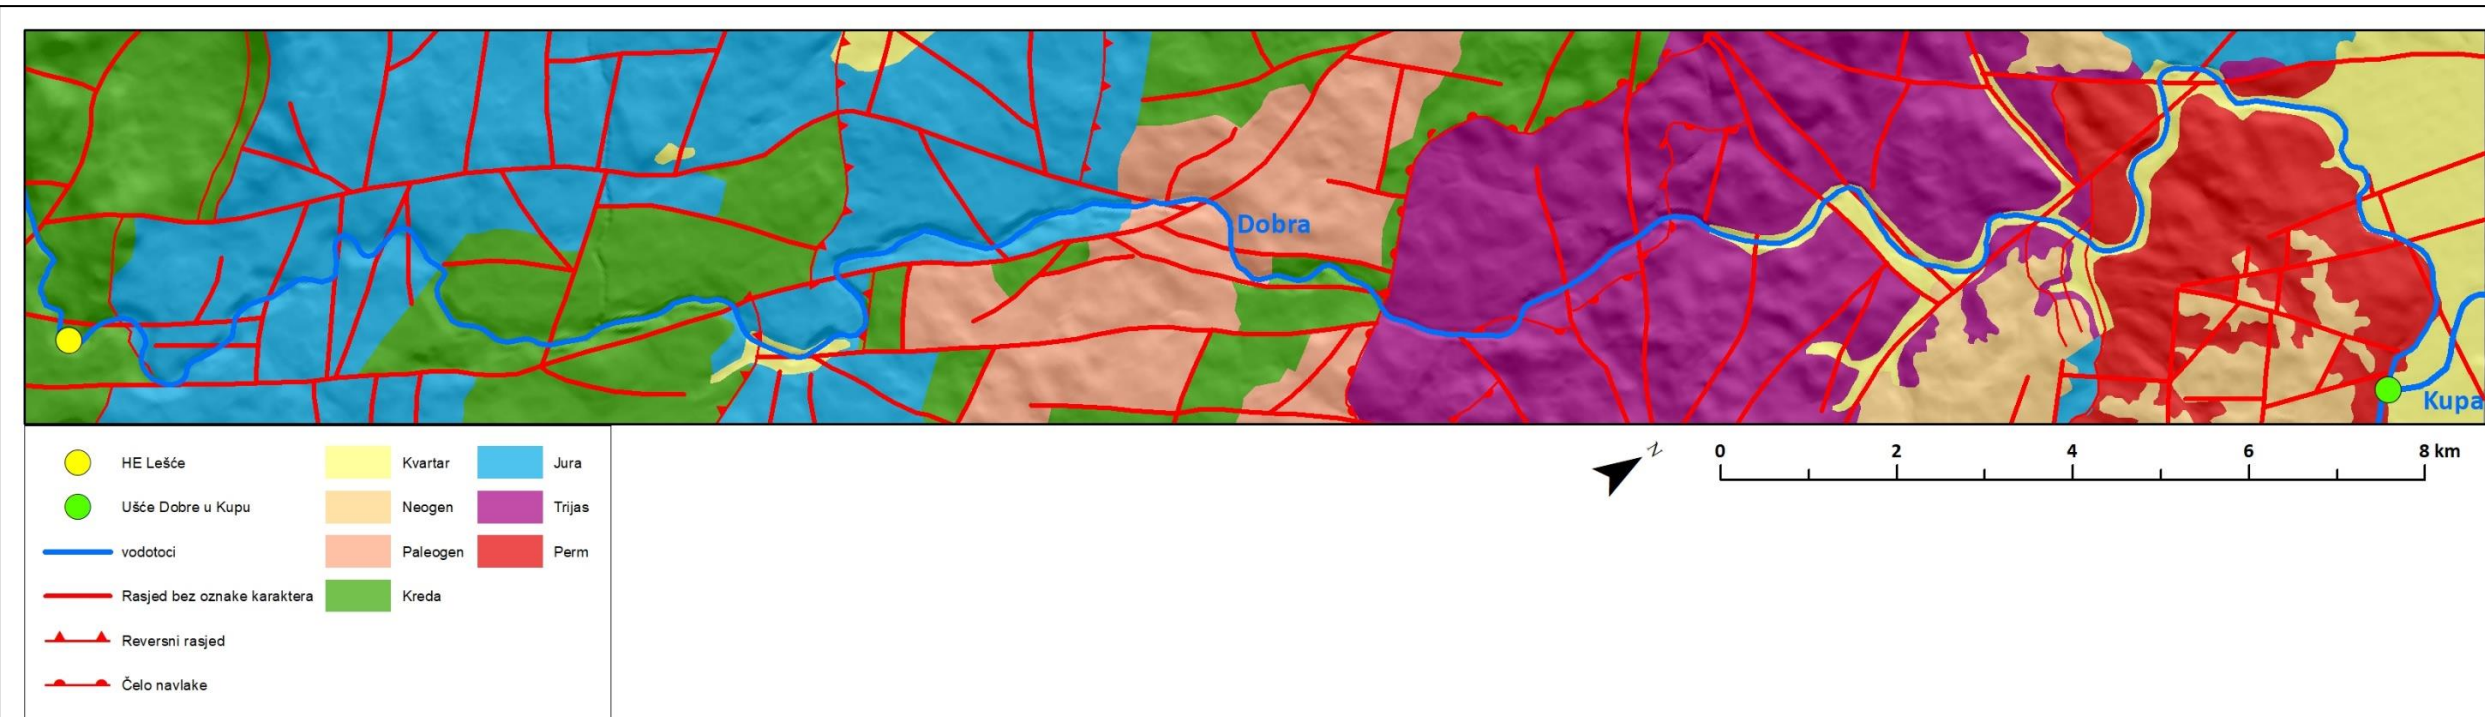 Dobra
Kupa
N
0 2 4 6 8 km
HE Lešće
Ušće Dobre u Kupu
vodotoci
Rasjed bez oznake karaktera
Reversni rasjed
Čelo navlake
Kvartar
Neogen
Paleogen
Kreda
Jura
Trijas
Perm